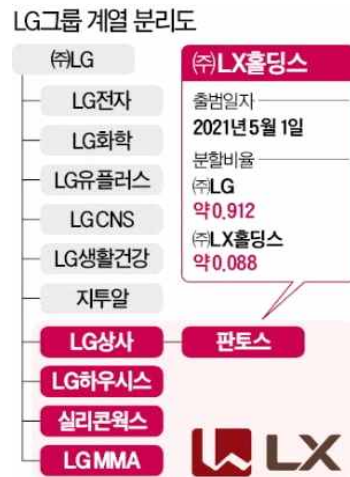 LG그룹 계열 분리도
㈜LG
LG전자
LG화학
LG유플러스
LG CNS
LG생활건강
지투알
LG상사
판토스
LG하우시스
실리콘웍스
LG MMA
㈜LX홀딩스
출범일자
2021년 5월 1일
분할비율
㈜LG
약0.912
㈜LX홀딩스
약0.088
LX